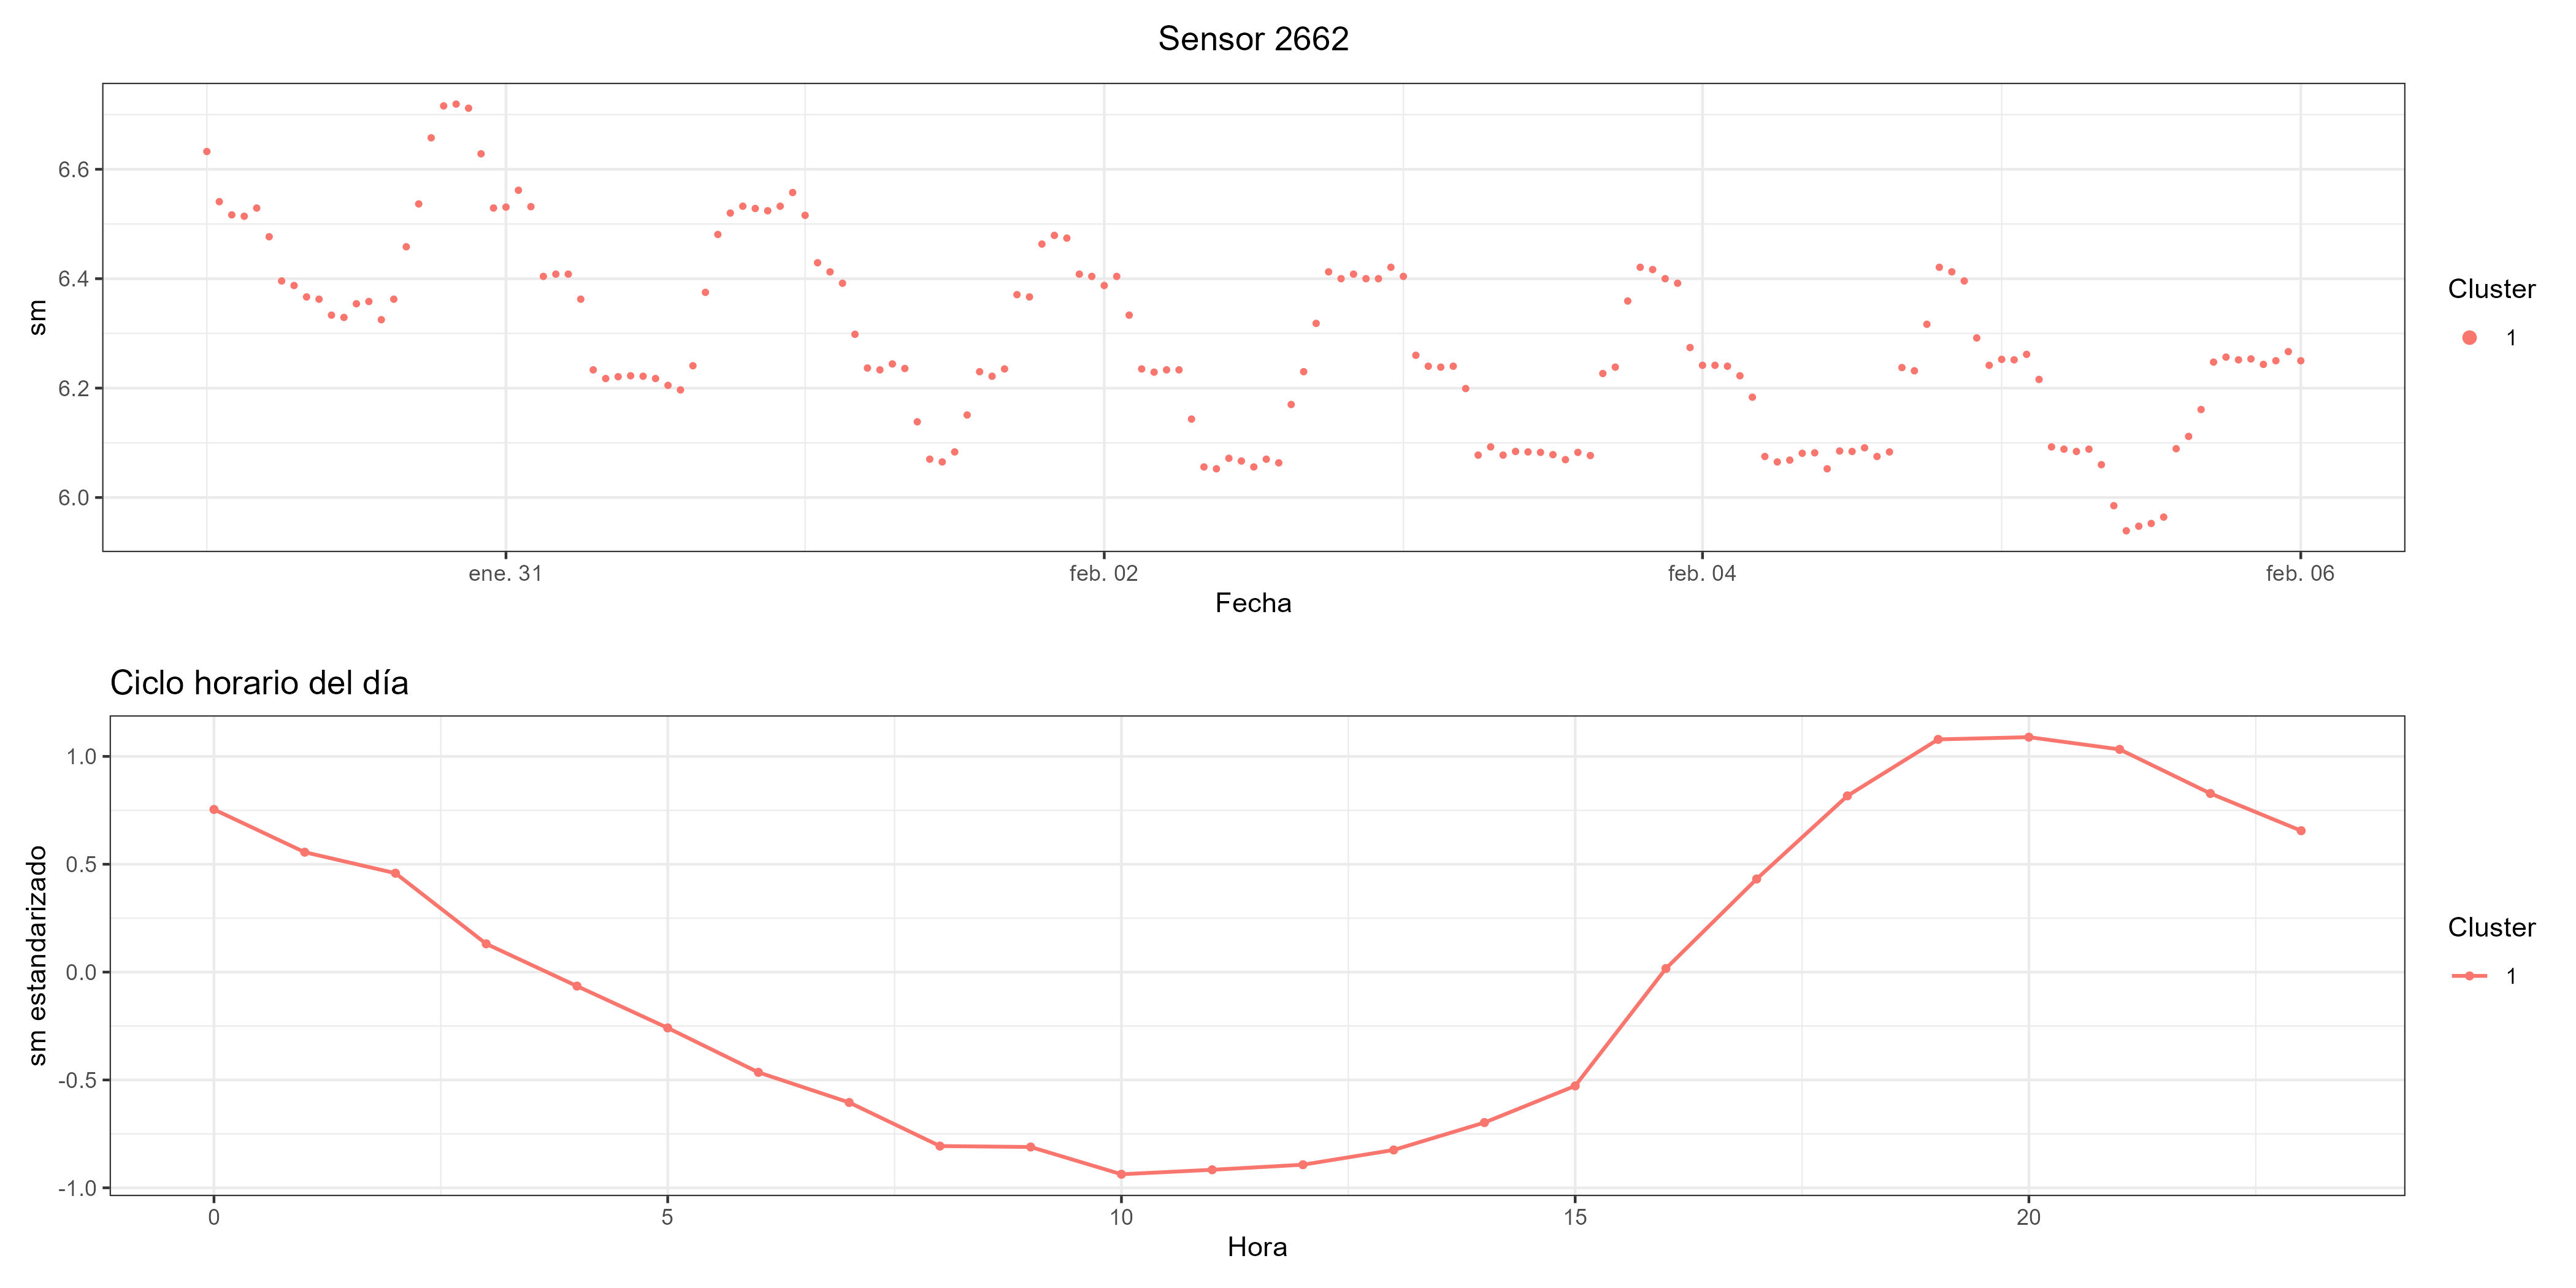 Sensor 2662
sm
6.6
6.4
6.2
6.0
ene. 31
feb. 02
feb. 04
feb. 06
Fecha
Cluster
1
Ciclo horario del día
sm estandarizado
1.0
0.5
0.0
-0.5
-1.0
0
5
10
15
20
Hora
Cluster
1